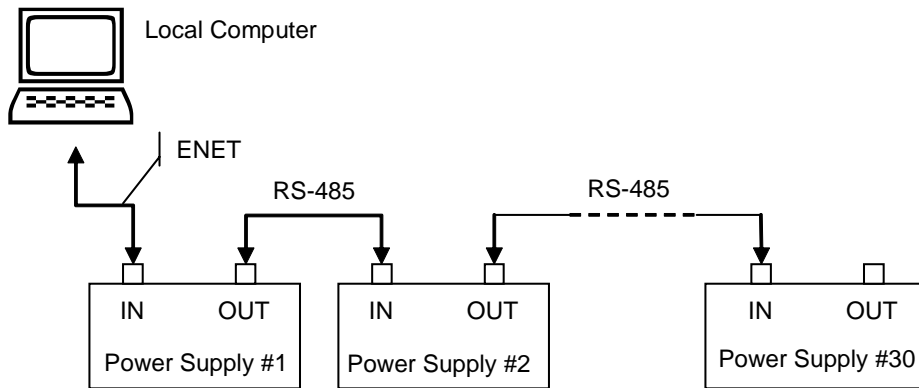 Local Computer
ENET
RS-485
RS-485
IN
OUT
IN
OUT
IN
OUT
Power Supply #1
Power Supply #2
Power Supply #30